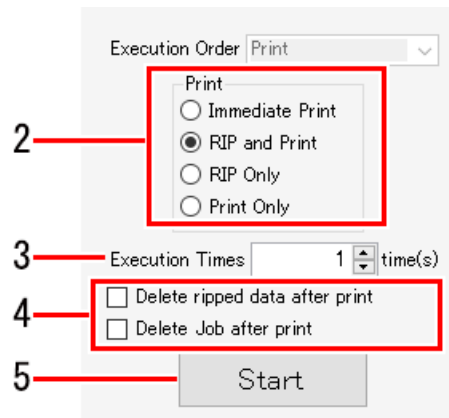 Execution Order Print
Print
2
Immediate Print
RIP and Print
RIP Only
Print Only
3 Execution Times 1 time(s)
4
Delete ripped data after print
Delete Job after print
5 Start